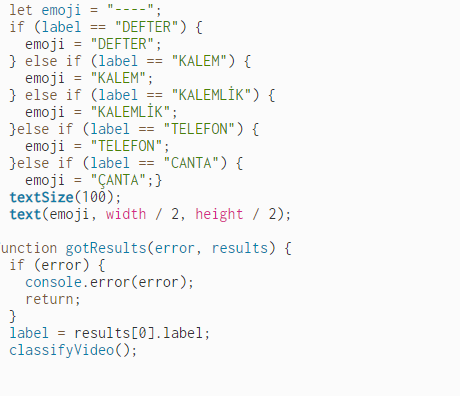 let emoji = "----";
if (label == "DEFTER") {
emoji = "DEFTER";
} else if (label == "KALEM") {
emoji = "KALEM";
} else if (label == "KALEMLİK") {
emoji = "KALEMLİK";
}else if (label == "TELEFON") {
emoji = "TELEFON";
}else if (label == "CANTA") {
emoji = "ÇANTA";}
textSize(100);
text(emoji, width / 2, height / 2);
unction gotResults(error, results) {
if (error) {
console.error(error);
return;
}
label = results[0].label;
classifyVideo();